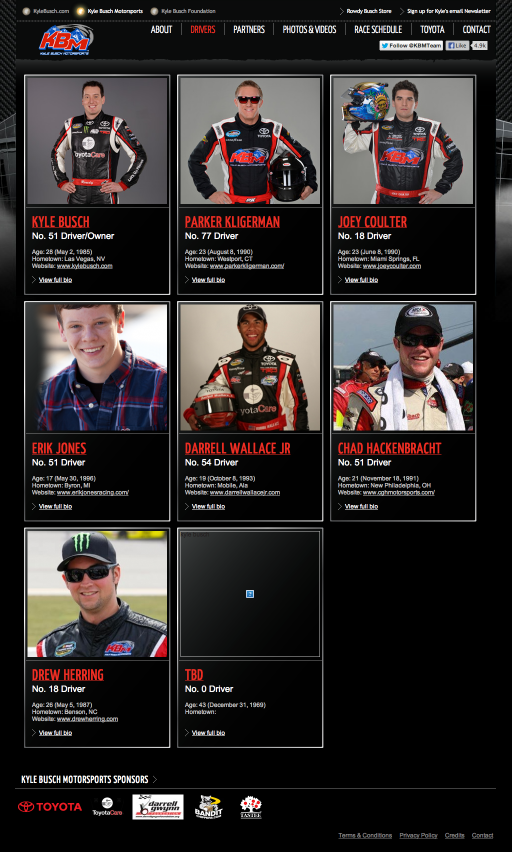 KyleBusch.com Kyle Busch Motorsports Kyle Busch Foundation Rowdy Busch Store Sign up for Kyle's email Newsletter
KBM
KYLE BUSCH MOTORSPORTS
ABOUT DRIVERS PARTNERS PHOTOS & VIDEOS RACE SCHEDULE TOYOTA CONTACT
Follow @KBMTeam Like 4.9k
KYLE BUSCH
No. 51 Driver/Owner
Age: 28 (May 2, 1985)
Hometown: Las Vegas, NV
Website: www.kylebusch.com
View full bio
PARKER KLIGERMAN
No. 77 Driver
Age: 23 (August 8, 1990)
Hometown: Westport, CT
Website: www.parkerkligerman.com/
View full bio
JOEY COULTER
No. 18 Driver
Age: 23 (June 8, 1990)
Hometown: Miami Springs, FL
Website: www.joeycoulter.com
View full bio
ERIK JONES
No. 51 Driver
Age: 17 (May 30, 1996)
Hometown: Byron, MI
Website: www.erikjonesracing.com/
View full bio
DARRELL WALLACE JR
No. 54 Driver
Age: 19 (October 8, 1993)
Hometown: Mobile, Ala
Website: www.darrellwallacejr.com
View full bio
CHAD HACKENBRACHT
No. 51 Driver
Age: 21 (November 18, 1991)
Hometown: New Philadelphia, OH
Website: www.cghmotorsports.com/
View full bio
DREW HERRING
No. 18 Driver
Age: 26 (May 5, 1987)
Hometown: Benson, NC
Website: www.drewherring.com
View full bio
kyle busch
TBD
No. 0 Driver
Age: 43 (December 31, 1969)
Hometown:
View full bio
KYLE BUSCH MOTORSPORTS SPONSORS
TOYOTA ToyotaCare darrell gwynn BANDIT TASTEE
Terms & Conditions Privacy Policy Credits Contact